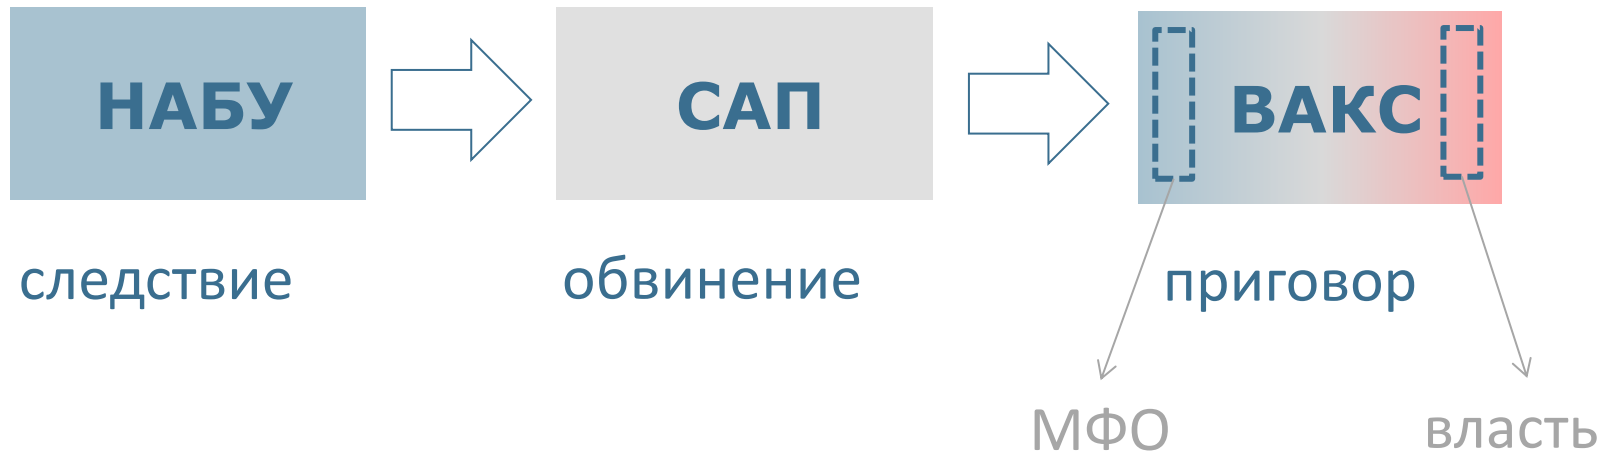 НАБУ
САП
ВАКС
следствие
обвинение
приговор
МФО
власть